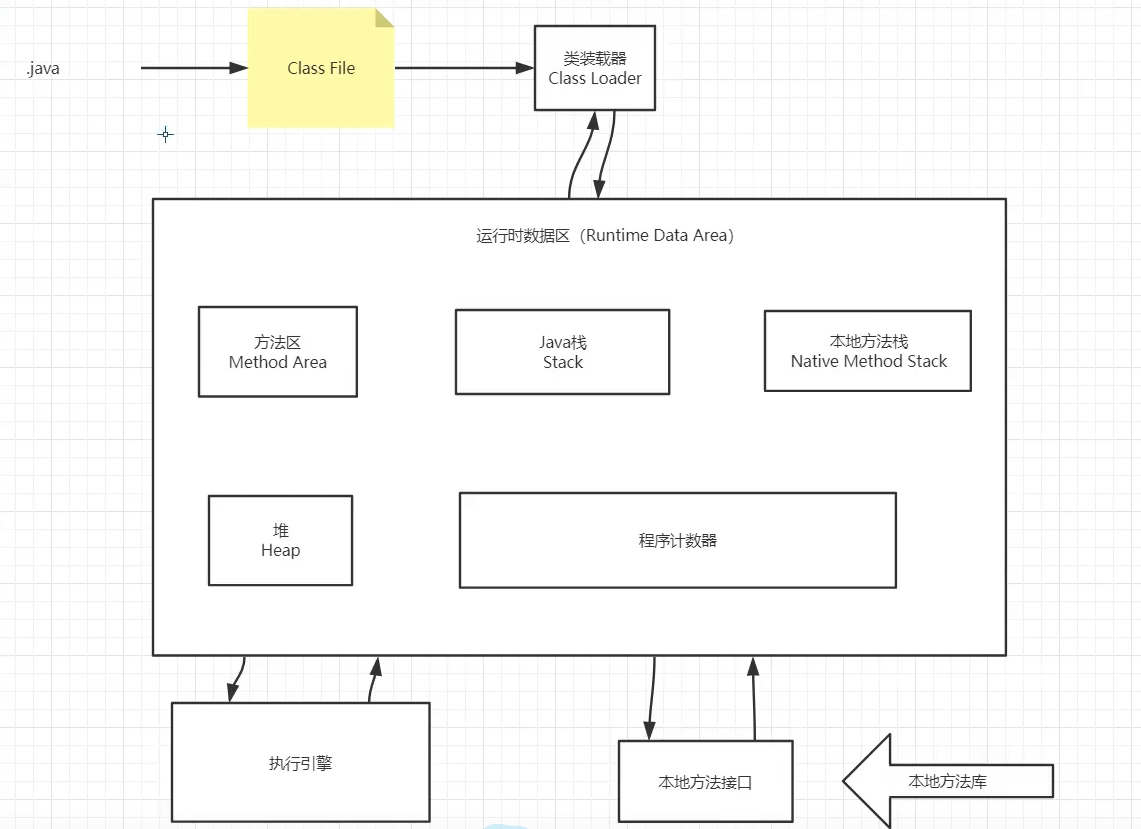 .java
Class File
类装载器
Class Loader
运行时数据区（Runtime Data Area）
方法区
Method Area
Java栈
Stack
本地方法栈
Native Method Stack
堆
Heap
程序计数器
执行引擎
本地方法接口
本地方法库